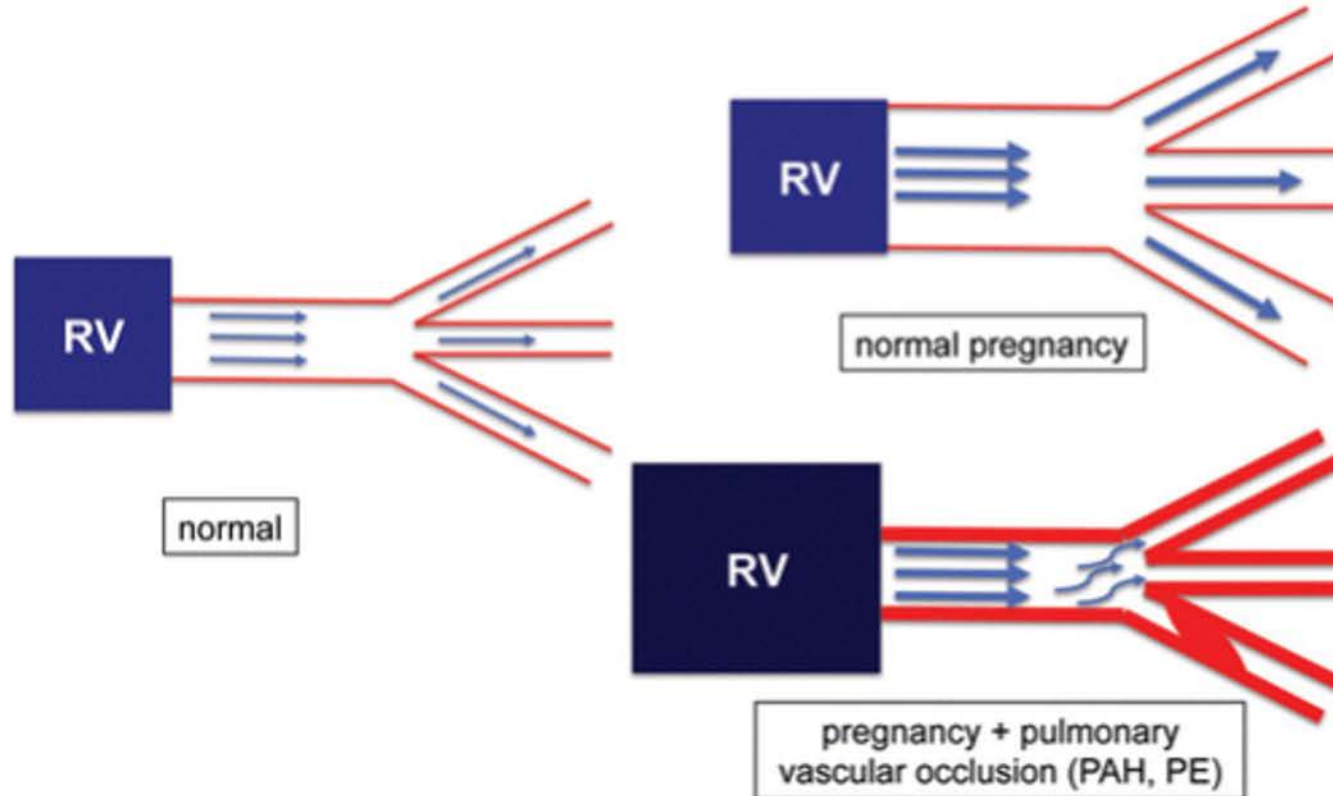 RV
normal
RV
normal pregnancy
RV
pregnancy + pulmonary
vascular occlusion (PAH, PE)